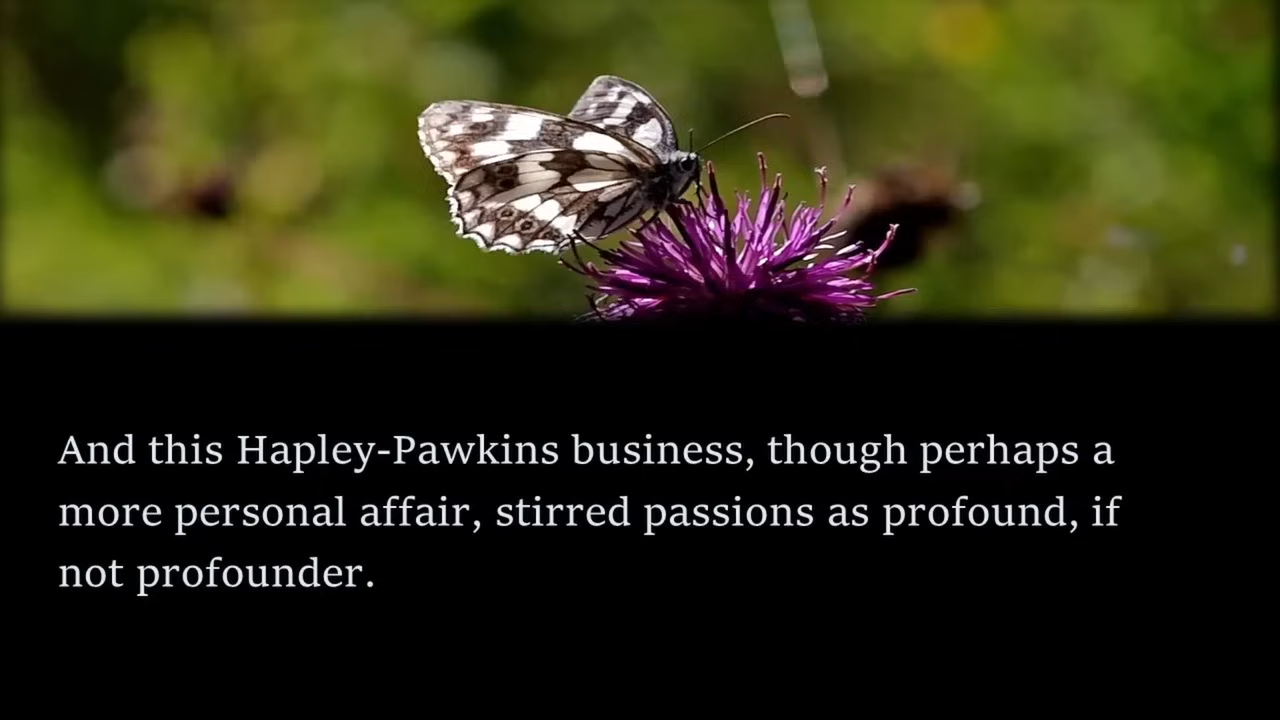 And this Hapley-Pawkins business, though perhaps a
more personal affair, stirred passions as profound, if
not profounder.